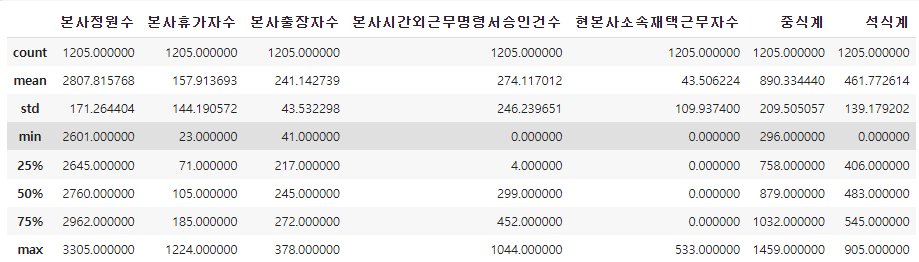 본사정원수 본사휴가자수 본사출장자수 본사시간외근무명령서승인건수 현본사소속재택근무자수 중식계 석식계
count 1205.000000 1205.000000 1205.000000 1205.000000 1205.000000 1205.000000 1205.000000
mean 2807.815768 157.913693 241.142739 274.117012 43.506224 890.334440 461.772614
std 171.264404 144.190572 43.532298 246.239651 109.937400 209.505057 139.179202
min 2601.000000 23.000000 41.000000 0.000000 0.000000 296.000000 0.000000
25% 2645.000000 71.000000 217.000000 4.000000 0.000000 758.000000 406.000000
50% 2760.000000 105.000000 245.000000 299.000000 0.000000 879.000000 483.000000
75% 2962.000000 185.000000 272.000000 452.000000 0.000000 1032.000000 545.000000
max 3305.000000 1224.000000 378.000000 1044.000000 533.000000 1459.000000 905.000000